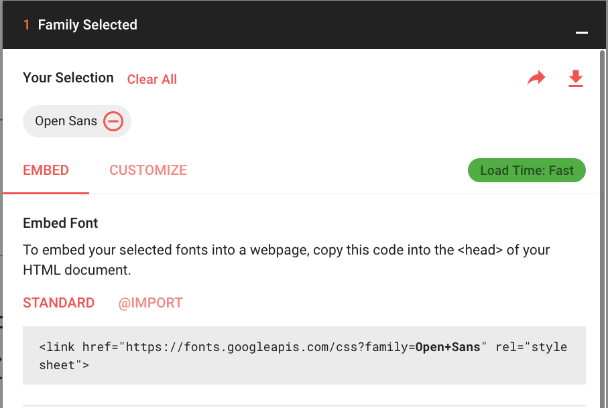 1 Family Selected
Your Selection Clear All
Open Sans
EMBED CUSTOMIZE Load Time: Fast
Embed Font
To embed your selected fonts into a webpage, copy this code into the <head> of your
HTML document.
STANDARD @IMPORT
<link href="https://fonts.googleapis.com/css?family=Open+Sans" rel="style
sheet">